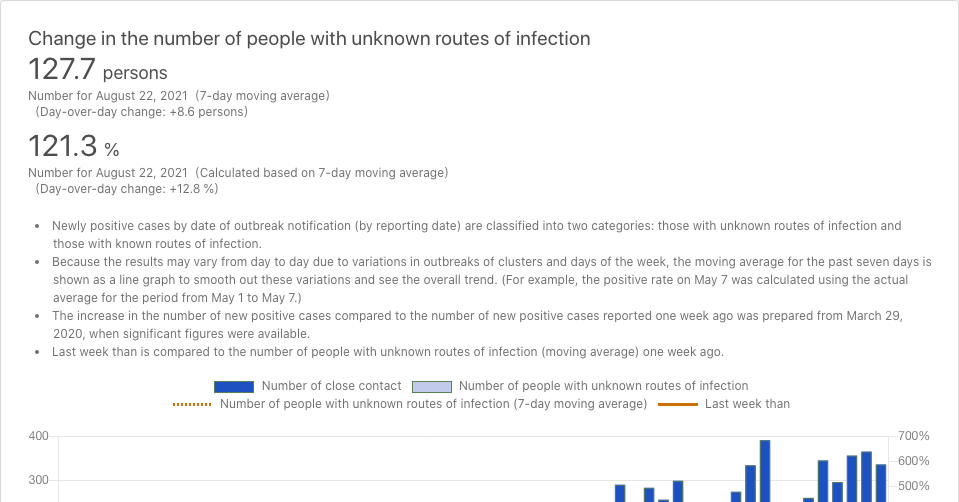 Change in the number of people with unknown routes of infection
127.7 persons
Number for August 22, 2021 (7-day moving average)
(Day-over-day change: +8.6 persons)
121.3 %
Number for August 22, 2021 (Calculated based on 7-day moving average)
(Day-over-day change: +12.8 %)
• Newly positive cases by date of outbreak notification (by reporting date) are classified into two categories: those with unknown routes of infection and
those with known routes of infection.
• Because the results may vary from day to day due to variations in outbreaks of clusters and days of the week, the moving average for the past seven days is
shown as a line graph to smooth out these variations and see the overall trend. (For example, the positive rate on May 7 was calculated using the actual
average for the period from May 1 to May 7.)
• The increase in the number of new positive cases compared to the number of new positive cases reported one week ago was prepared from March 29,
2020, when significant figures were available.
• Last week than is compared to the number of people with unknown routes of infection (moving average) one week ago.
Number of close contact Number of people with unknown routes of infection
Number of people with unknown routes of infection (7-day moving average) Last week than
400 700%
600%
300 500%